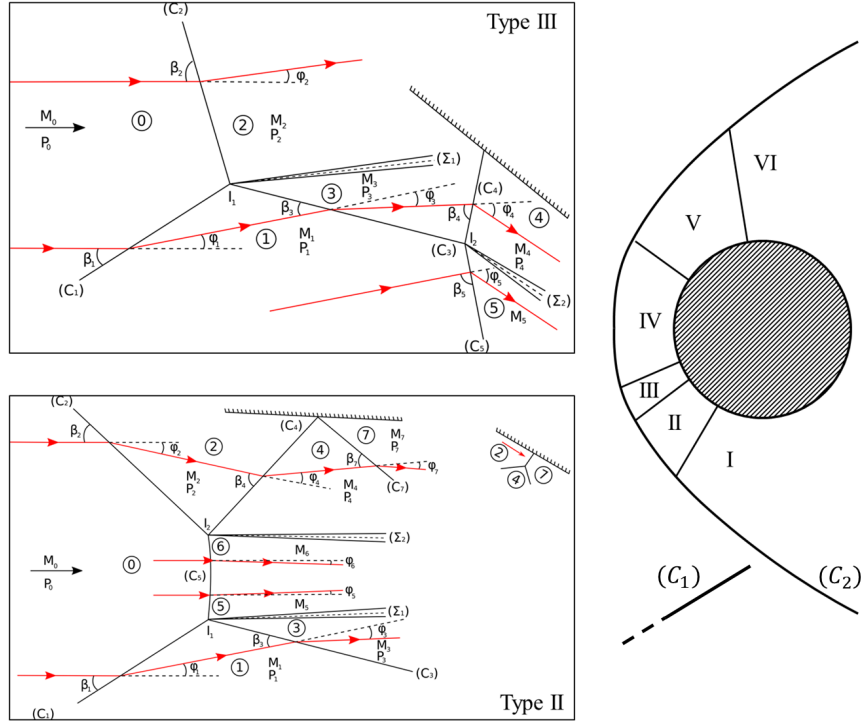 Type III
(C₂)
β₂
φ₂
M₀
P₀
⓪
②
M₂
P₂
(Σ₁)
I₁
③
M₃
P₃
φ₃
(C₄)
β₃
β₄
φ₄
④
φ₁
①
M₁
P₁
β₁
(C₃)
I₂
M₄
P₄
(C₁)
φ₅
β₅
(Σ₂)
⑤
M₅
(C₅)
(C₂)
β₂
φ₂
②
(C₄)
④
⑦
M₇
P₇
M₂
P₂
β₄
φ₄
M₄
P₄
β₇
φ₇
(C₇)
②
④
⑦
I₂
⑥
(Σ₂)
M₆
M₀
P₀
⓪
φ₆
(C₅)
φ₅
⑤
M₅
(Σ₁)
I₁
③
φ₃
β₃
M₃
P₃
φ₁
①
M₁
P₁
β₁
(C₃)
(C₁)
Type II
VI
V
IV
III
II
I
(C₁)
(C₂)